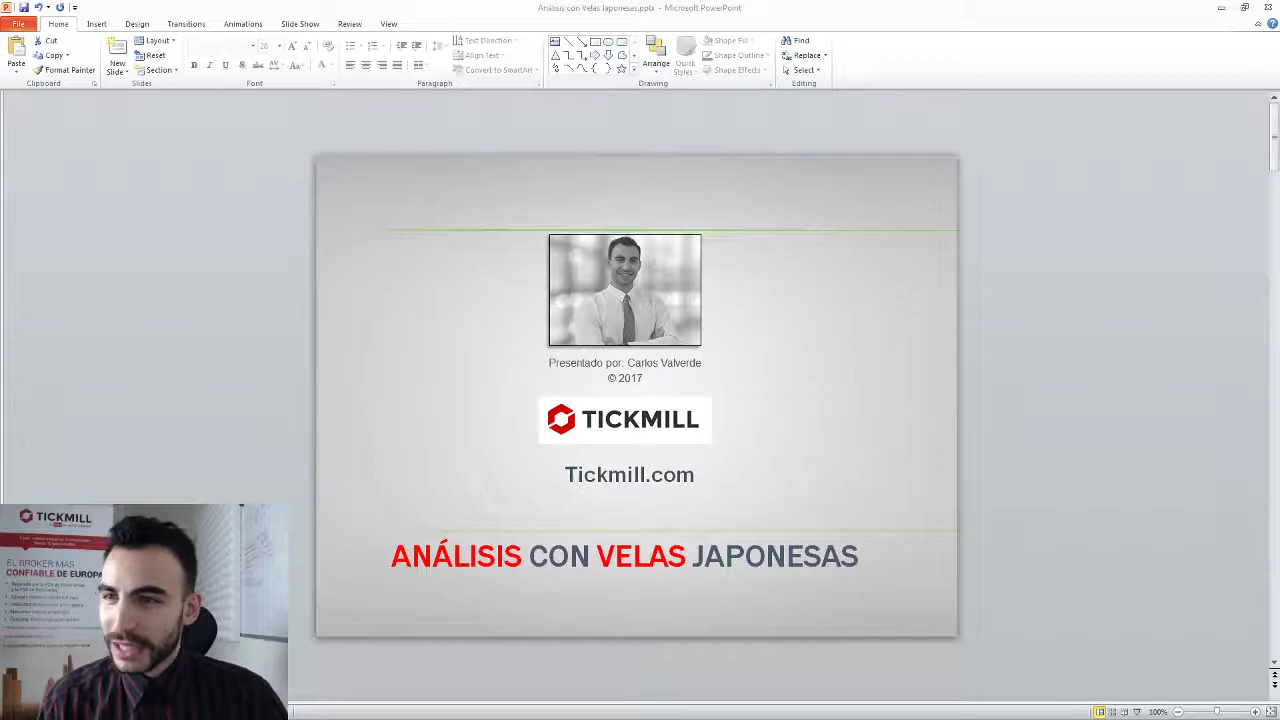 Análisis con Velas Japonesas.pptx - Microsoft PowerPoint
File
Home
Insert
Design
Transitions
Animations
Slide Show
Review
View
Paste
Cut
Copy
Format Painter
Clipboard
New
Slide
Layout
Reset
Section
Slides
28
Font
Paragraph
Text Direction
Align Text
Convert to SmartArt
Drawing
Arrange
Quick
Styles
Shape Fill
Shape Outline
Shape Effects
Find
Replace
Select
Editing
Presentado por: Carlos Valverde
© 2017
TICKMILL
Tickmill.com
ANÁLISIS CON VELAS JAPONESAS
TICKMILL
EL BROKER MÁS
CONFIABLE DE EUROPA
100%